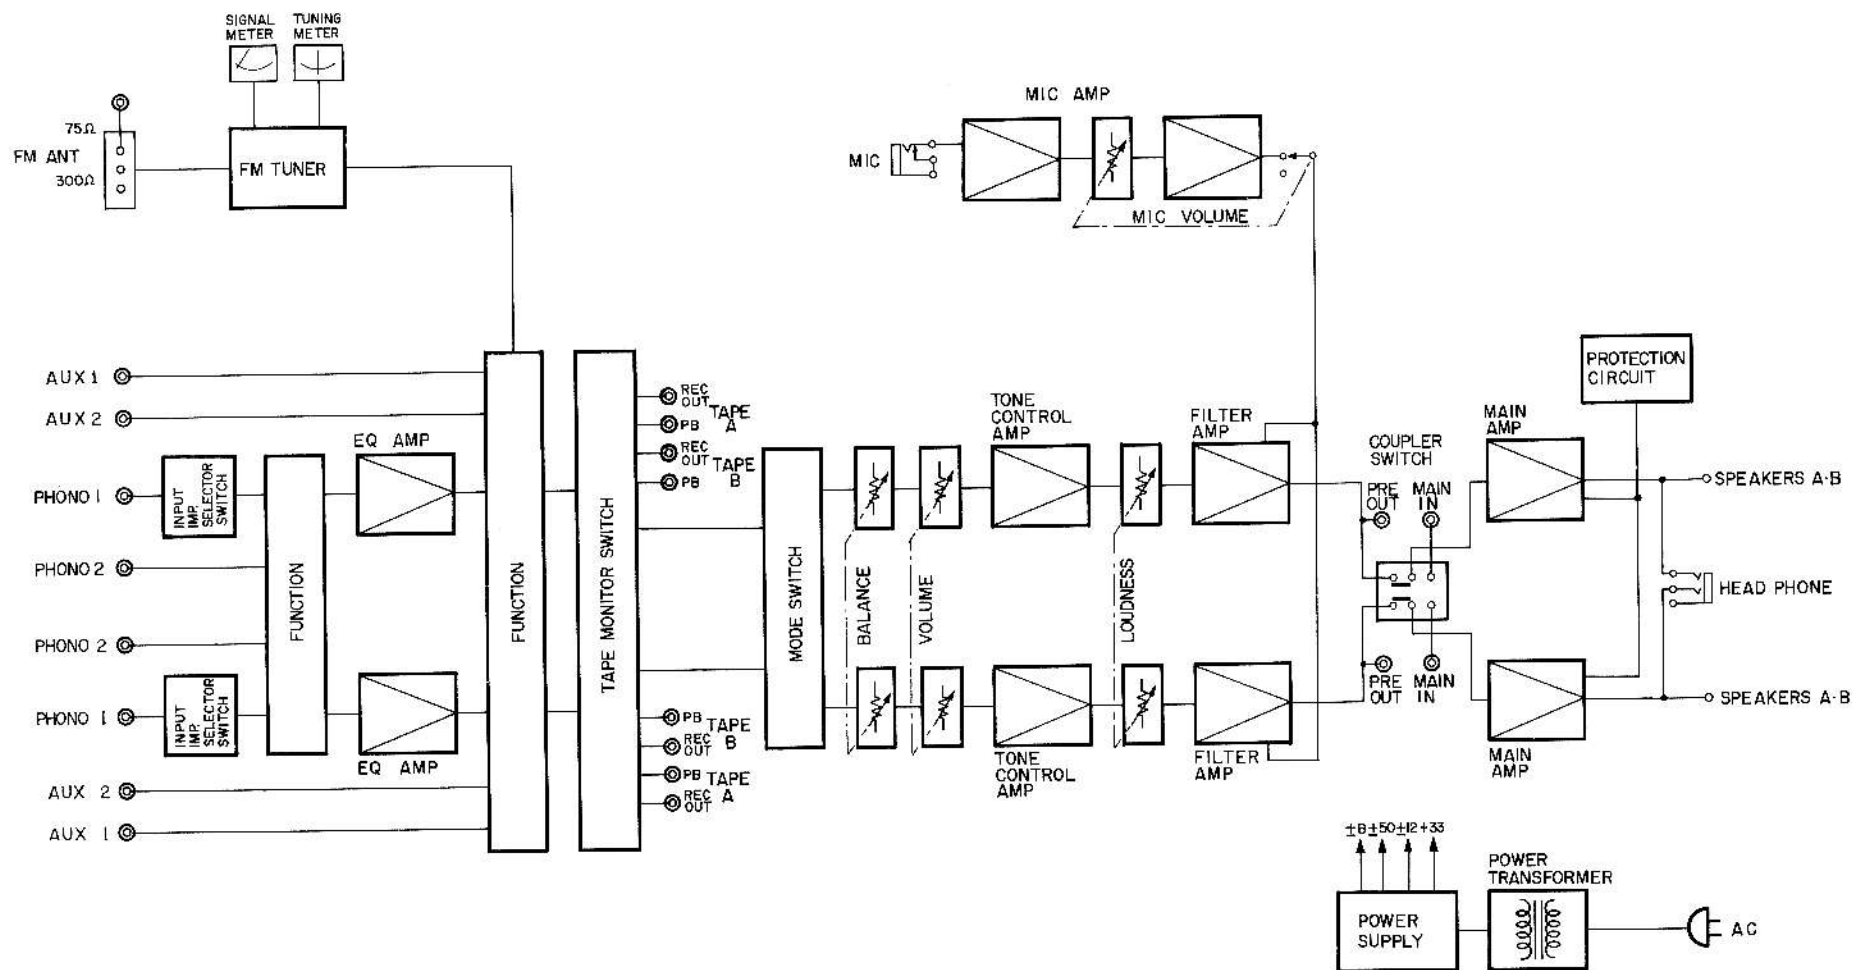 SIGNAL
METER
TUNING
METER
75Ω
FM ANT
300Ω
FM TUNER
MIC AMP
MIC
MIC VOLUME
AUX 1
AUX 2
PHONO 1
PHONO 2
PHONO 2
PHONO 1
AUX 2
AUX 1
INPUT
IMP.
SELECTOR
SWITCH
INPUT
IMP.
SELECTOR
SWITCH
FUNCTION
EQ AMP
EQ AMP
FUNCTION
TAPE MONITOR SWITCH
REC
OUT
PB
TAPE
A
REC
OUT
PB
TAPE
B
PB
REC
OUT
TAPE
B
PB
REC
OUT
TAPE
A
MODE SWITCH
BALANCE
VOLUME
TONE
CONTROL
AMP
TONE
CONTROL
AMP
LOUDNESS
FILTER
AMP
FILTER
AMP
COUPLER
SWITCH
PRE
OUT
MAIN
IN
PRE
OUT
MAIN
IN
MAIN
AMP
MAIN
AMP
PROTECTION
CIRCUIT
SPEAKERS A·B
HEAD PHONE
SPEAKERS A·B
±B ±50 ±12 +33
POWER
SUPPLY
POWER
TRANSFORMER
AC